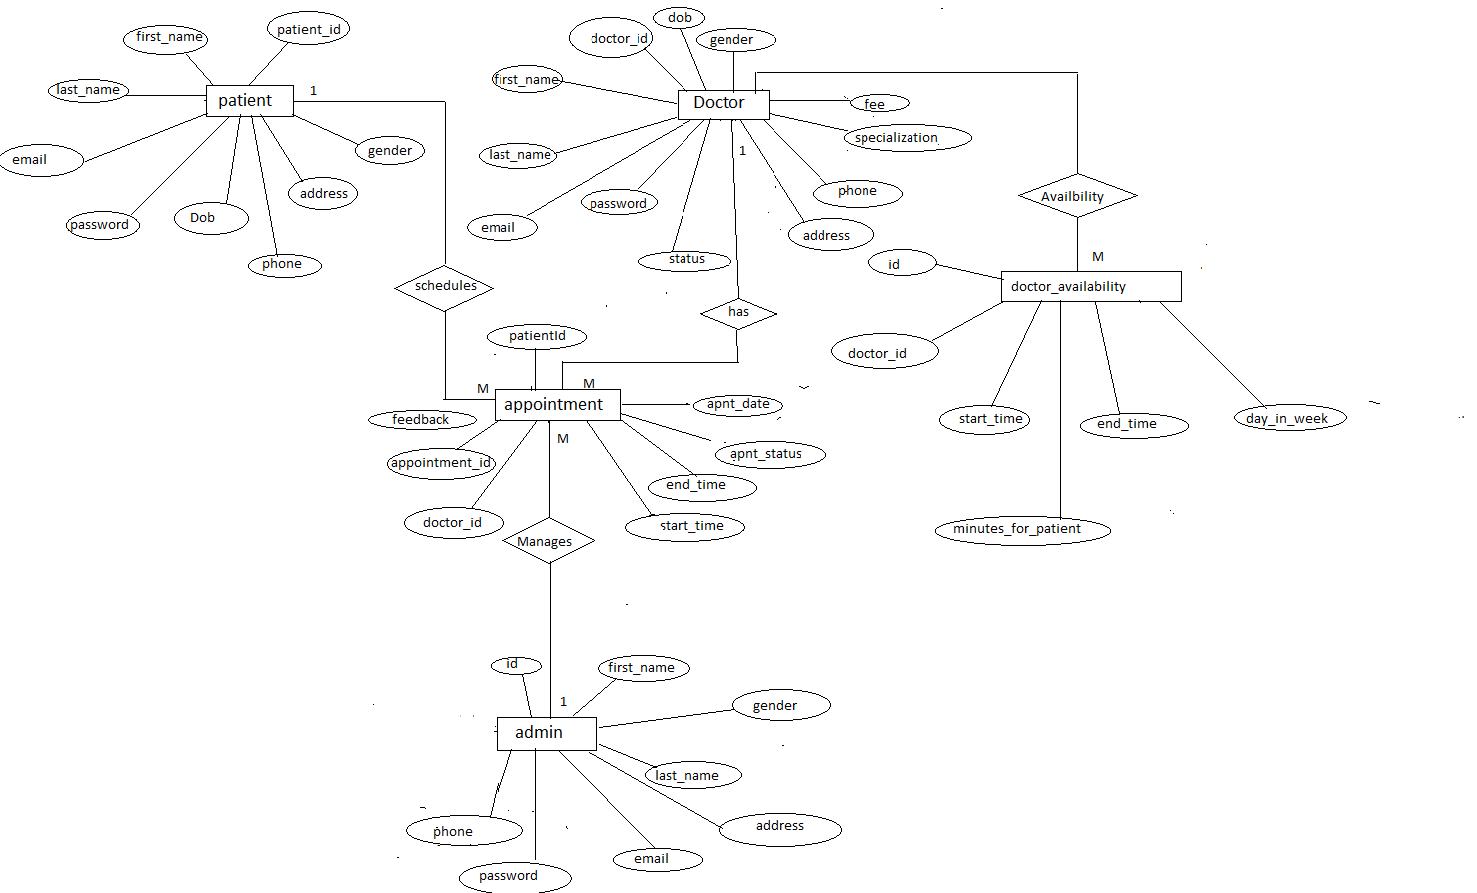 patient_id
first_name
last_name
patient
1
email
gender
address
password
Dob
phone
schedules
dob
doctor_id
gender
first_name
Doctor
fee
specialization
last_name
1
phone
password
email
address
status
has
Availbility
M
id
doctor_availability
doctor_id
start_time
end_time
day_in_week
minutes_for_patient
patientId
M
M
appointment
apnt_date
feedback
M
apnt_status
appointment_id
end_time
doctor_id
start_time
Manages
id
first_name
1
gender
admin
last_name
address
phone
email
password